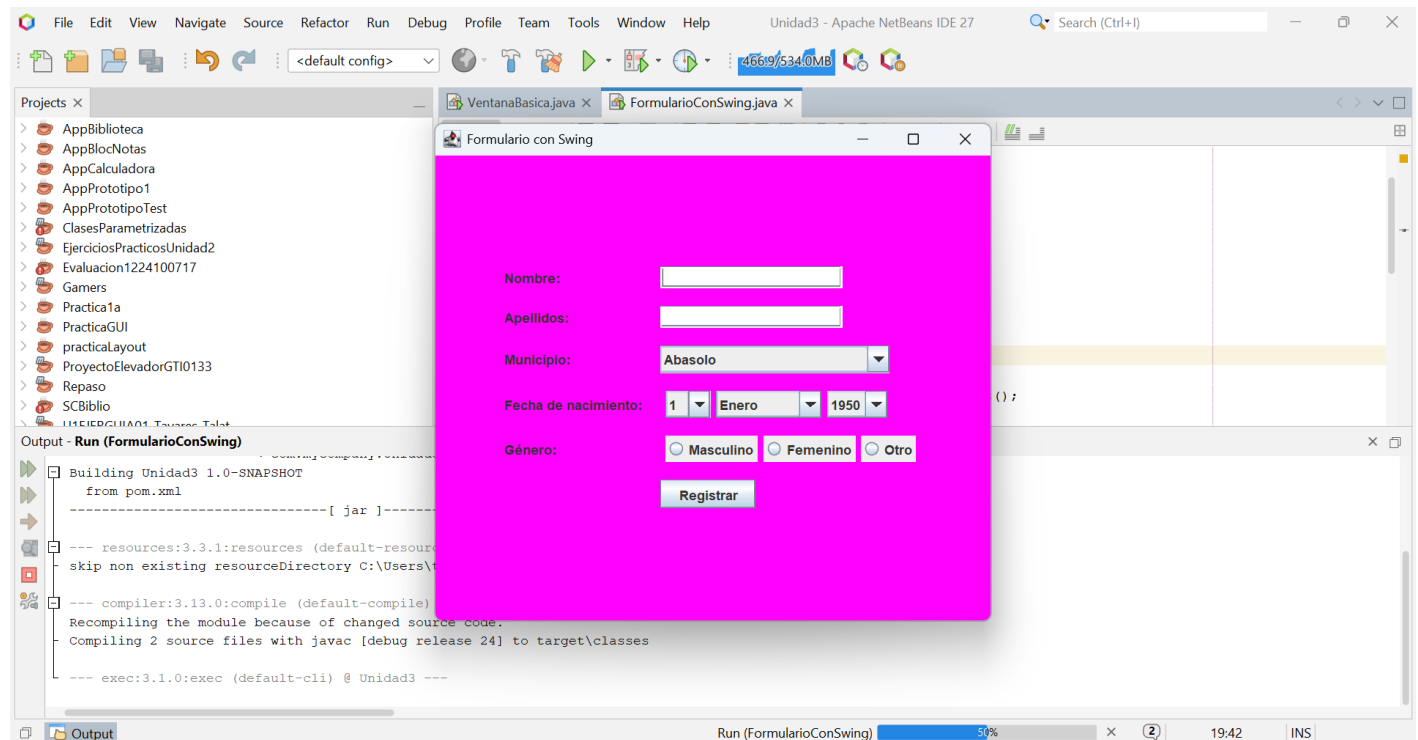 File Edit View Navigate Source Refactor Run Debug Profile Team Tools Window Help Unidad3 - Apache NetBeans IDE 27 Search (Ctrl+I)
<default config> 466.9/534.0MB
Projects
VentanaBasica.java FormularioConSwing.java
AppBiblioteca
AppBlocNotas
AppCalculadora
AppPrototipo1
AppPrototipoTest
ClasesParametrizadas
EjerciciosPracticosUnidad2
Evaluacion1224100717
Gamers
Practica1a
PracticaGUI
practicaLayout
ProyectoElevadorGTI0133
Repaso
SCBiblio
Formulario con Swing
Nombre:
Apellidos:
Municipio: Abasolo
Fecha de nacimiento: 1 Enero 1950
Género: Masculino Femenino Otro
Registrar
();
Output - Run (FormularioConSwing)
Building Unidad3 1.0-SNAPSHOT
from pom.xml
--------------------------------[ jar ]-----
--- resources:3.3.1:resources (default-resour
skip non existing resourceDirectory C:\Users\
--- compiler:3.13.0:compile (default-compile)
Recompiling the module because of changed source code.
Compiling 2 source files with javac [debug release 24] to target\classes
--- exec:3.1.0:exec (default-cli) @ Unidad3 ---
Output Run (FormularioConSwing) 50% 2 19:42 INS